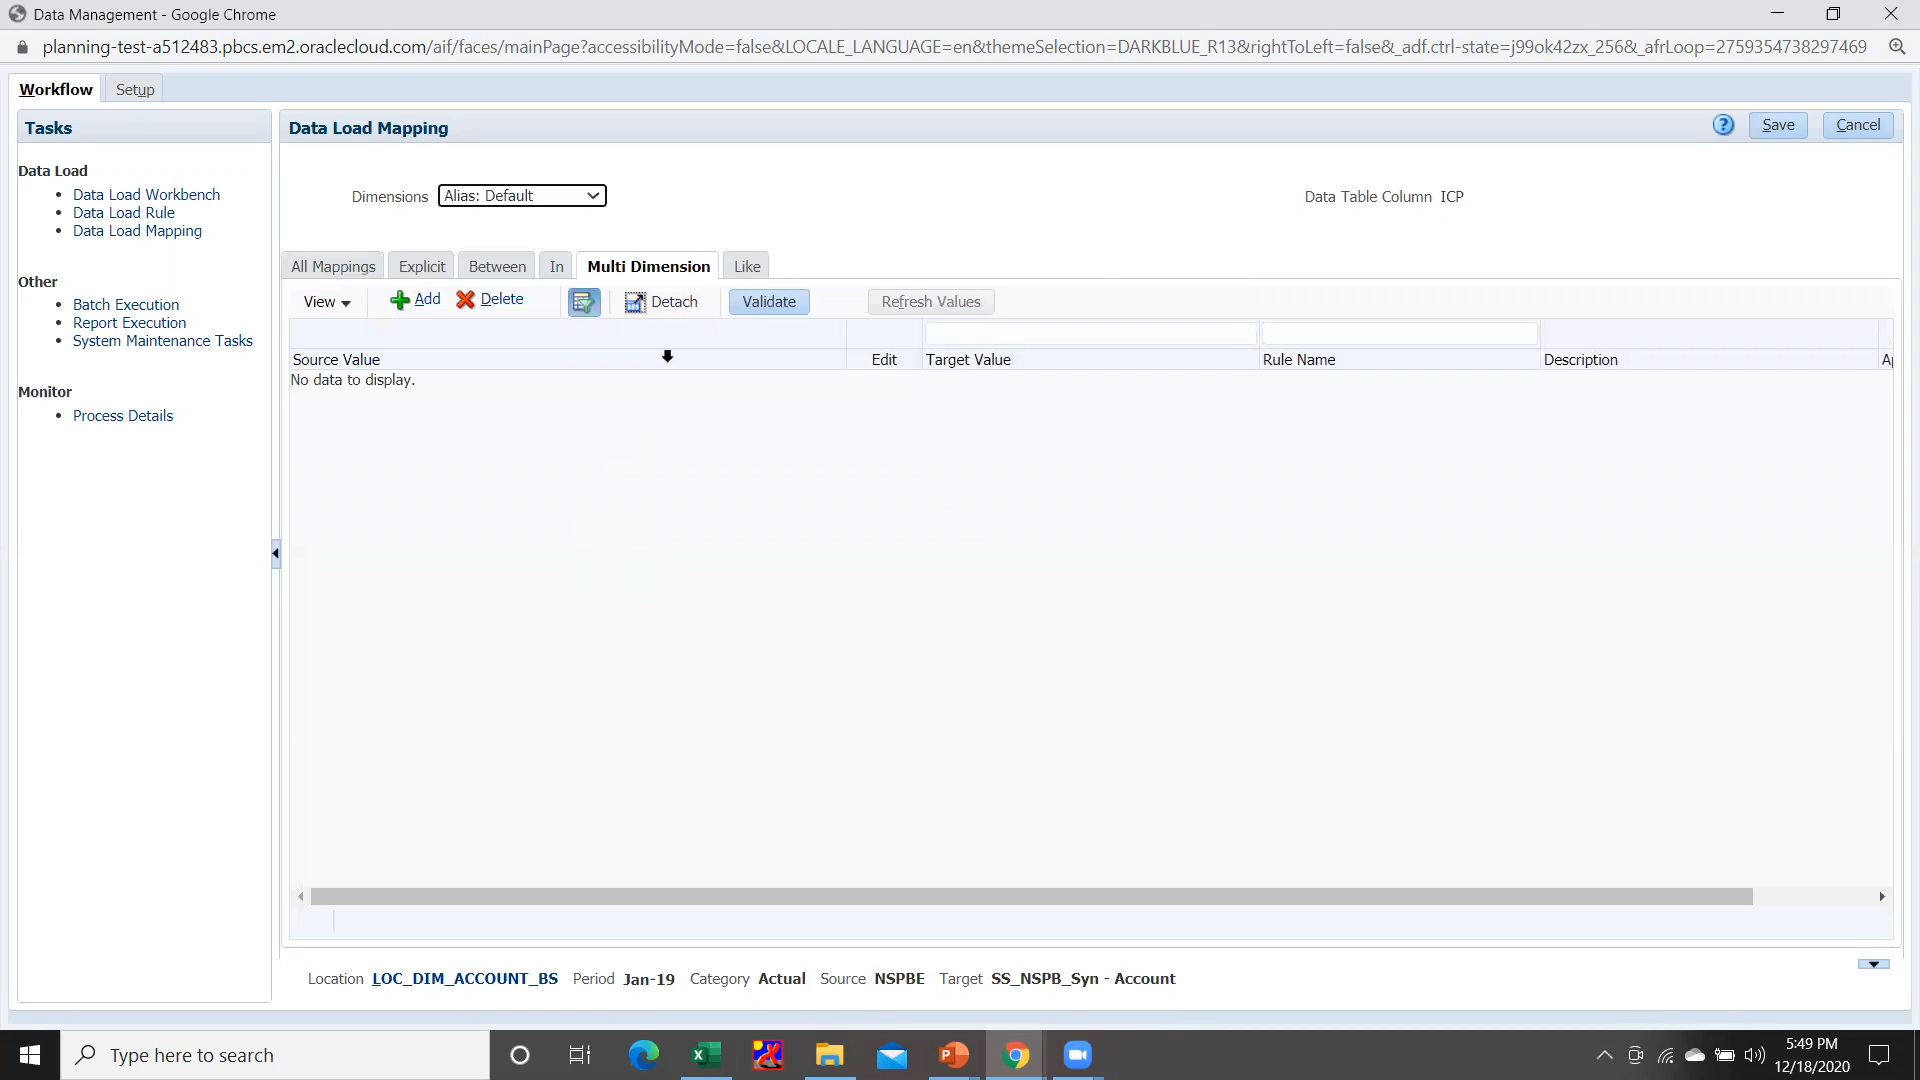 Data Management - Google Chrome
planning-test-a512483.pbcs.em2.oraclecloud.com/aif/faces/mainPage?accessibilityMode=false&LOCALE_LANGUAGE=en&themeSelection=DARKBLUE_R13&rightToLeft=false&_adf.ctrl-state=j99ok42zx_256&_afrLoop=2759354738297469
Workflow Setup
Tasks
Data Load Mapping
? Save Cancel
Data Load
Data Load Workbench
Data Load Rule
Data Load Mapping
Other
Batch Execution
Report Execution
System Maintenance Tasks
Monitor
Process Details
Dimensions Alias: Default
Data Table Column ICP
All Mappings Explicit Between In Multi Dimension Like
View Add Delete Detach Validate Refresh Values
Source Value Edit Target Value Rule Name Description
No data to display.
Location LOC_DIM_ACCOUNT_BS Period Jan-19 Category Actual Source NSPBE Target SS_NSPB_Syn - Account
Type here to search
5:49 PM
12/18/2020